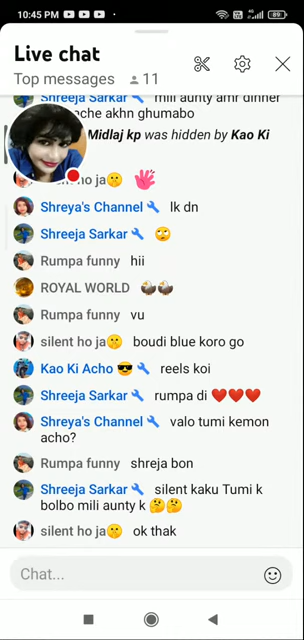 10:45 PM
89
Live chat
Top messages 11
Shreeja Sarkar mili aunty amr dinner
che akhn ghumabo
Midlaj kp was hidden by Kao Ki
ho ja🤫 👋
Shreya's Channel lk dn
Shreeja Sarkar 🙄
Rumpa funny hii
ROYAL WORLD
Rumpa funny vu
silent ho ja🤫 boudi blue koro go
Kao Ki Acho 😎 reels koi
Shreeja Sarkar rumpa di ❤️❤️❤️
Shreya's Channel valo tumi kemon
acho?
Rumpa funny shreja bon
Shreeja Sarkar silent kaku Tumi k
bolbo mili aunty k 🤔🤔
silent ho ja🤫 ok thak
Chat...